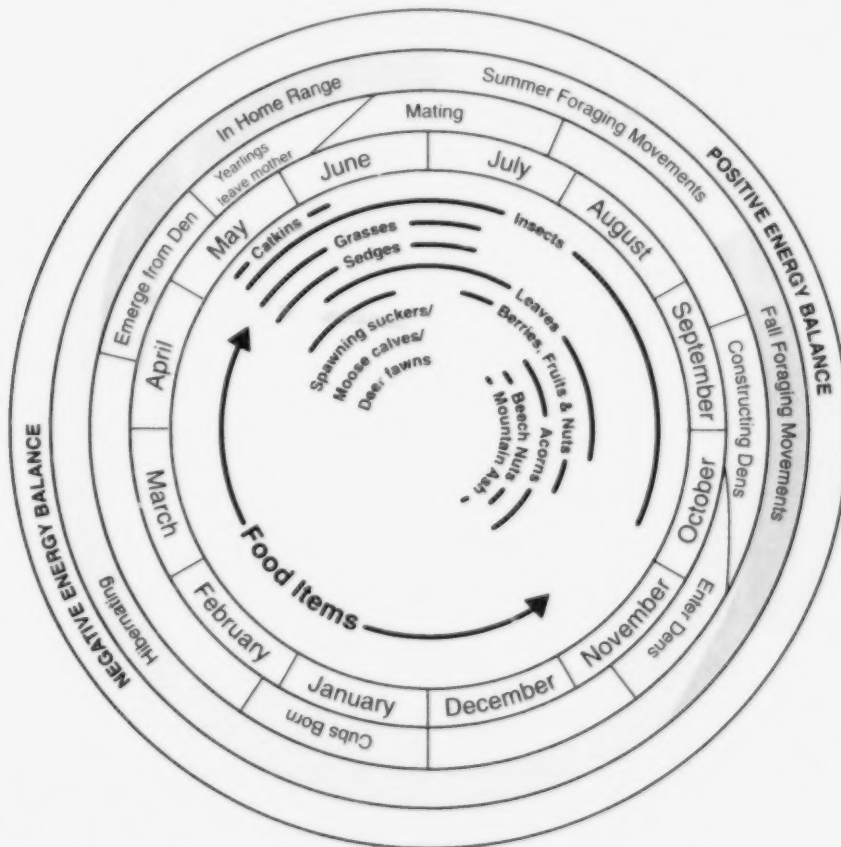 POSITIVE ENERGY BALANCE
NEGATIVE ENERGY BALANCE
In Home Range
Summer Foraging Movements
Fall Foraging Movements
Hibernating
Emerge from Den
Yearlings
leave mother
Mating
Constructing Dens
Enter Dens
Cubs Born
January
February
March
April
May
June
July
August
September
October
November
December
Catkins
Grasses
Sedges
Insects
Leaves
Berries, Fruits & Nuts
Spawning suckers/
Moose calves/
Deer fawns
Acorns
Beech Nuts
Mountain Ash
Food Items